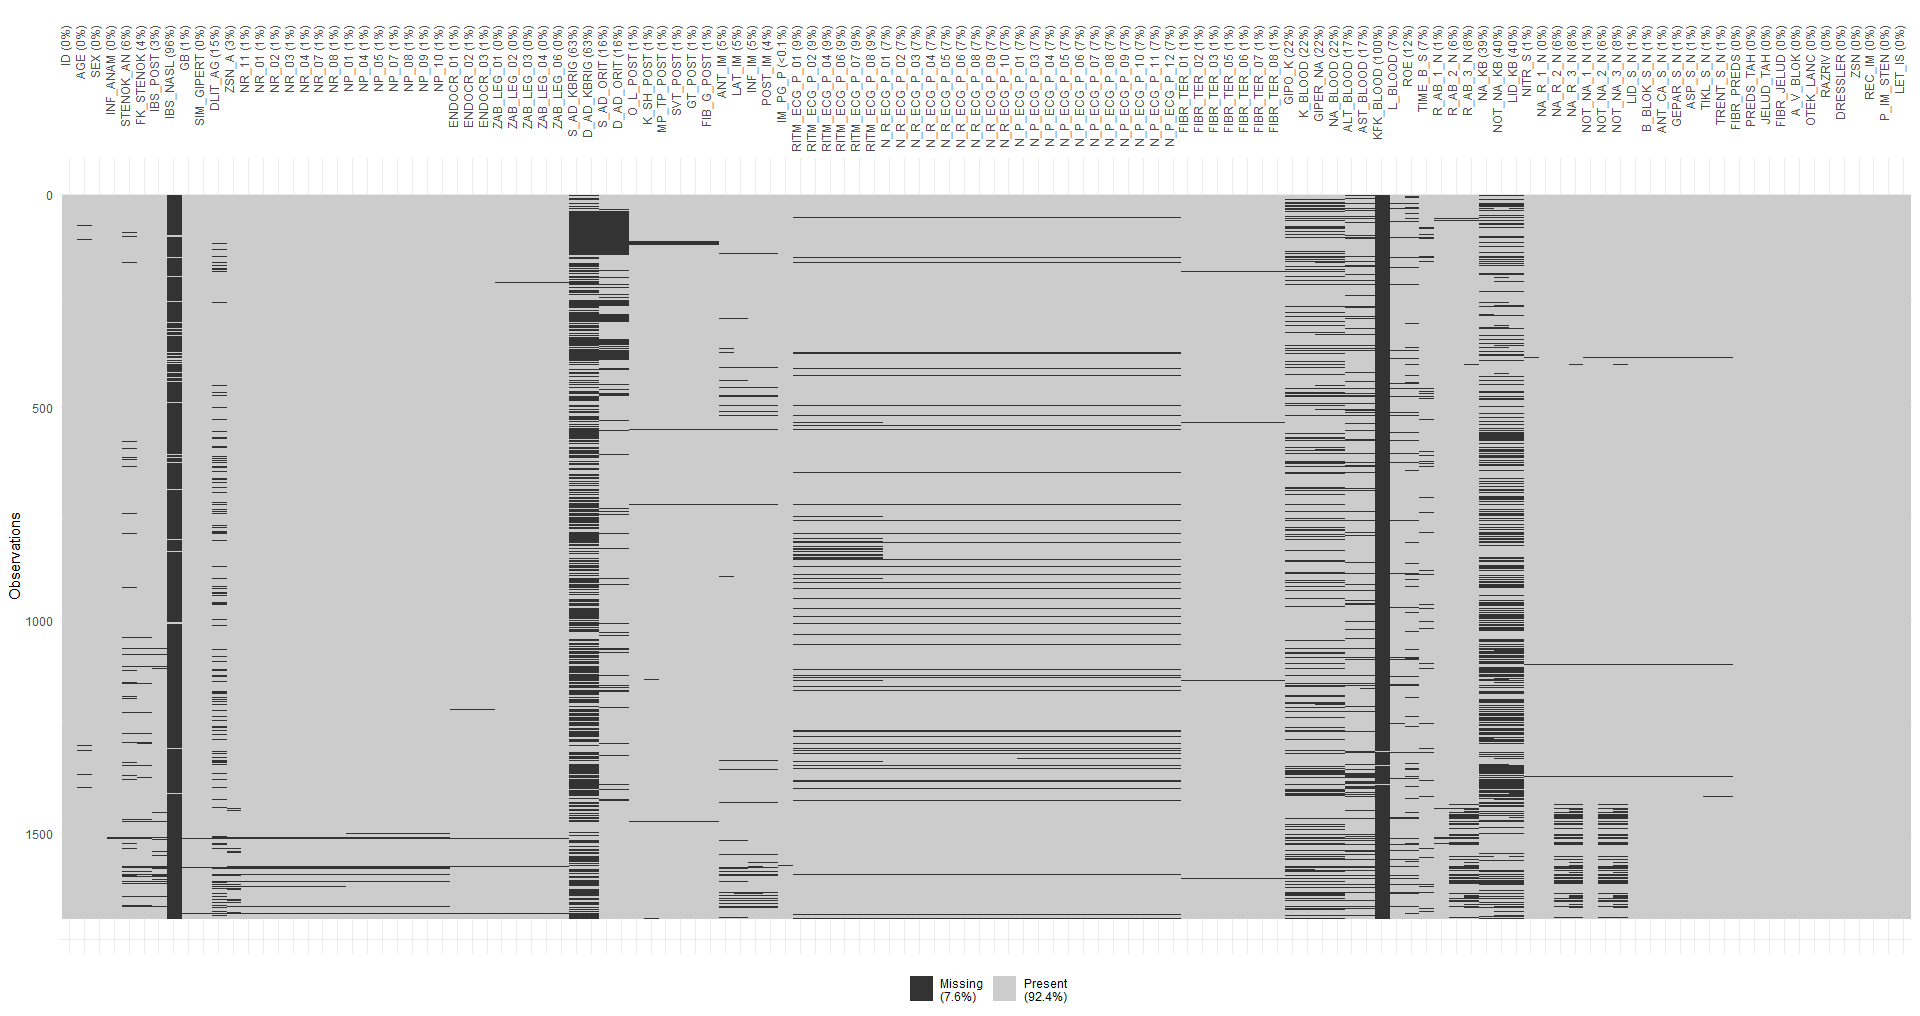 ID (0%)
AGE (0%)
SEX (0%)
INF_ANAM (0%)
STENOK_AN (6%)
FK_STENOK (4%)
IBS_POST (3%)
IBS_NASL (96%)
GB (1%)
SIM_GIPERT (0%)
DLIT_AG (15%)
ZSN_A (3%)
NR_11 (1%)
NR_01 (1%)
NR_02 (1%)
NR_03 (1%)
NR_04 (1%)
NR_07 (1%)
NR_08 (1%)
NP_01 (1%)
NP_04 (1%)
NP_05 (1%)
NP_07 (1%)
NP_08 (1%)
NP_09 (1%)
NP_10 (1%)
ENDOCR_01 (1%)
ENDOCR_02 (1%)
ENDOCR_03 (1%)
ZAB_LEG_01 (0%)
ZAB_LEG_02 (0%)
ZAB_LEG_03 (0%)
ZAB_LEG_04 (0%)
ZAB_LEG_06 (0%)
S_AD_KBRIG (63%)
D_AD_KBRIG (63%)
S_AD_ORIT (16%)
D_AD_ORIT (16%)
O_L_POST (1%)
K_SH_POST (1%)
MP_TP_POST (1%)
SVT_POST (1%)
GT_POST (1%)
FIB_G_POST (1%)
ANT_IM (5%)
LAT_IM (5%)
INF_IM (5%)
POST_IM (4%)
IM_PG_P (<0.1%)
RITM_ECG_P_01 (9%)
RITM_ECG_P_02 (9%)
RITM_ECG_P_04 (9%)
RITM_ECG_P_06 (9%)
RITM_ECG_P_07 (9%)
RITM_ECG_P_08 (9%)
N_R_ECG_P_01 (7%)
N_R_ECG_P_02 (7%)
N_R_ECG_P_03 (7%)
N_R_ECG_P_04 (7%)
N_R_ECG_P_05 (7%)
N_R_ECG_P_06 (7%)
N_R_ECG_P_08 (7%)
N_R_ECG_P_09 (7%)
N_R_ECG_P_10 (7%)
N_P_ECG_P_01 (7%)
N_P_ECG_P_03 (7%)
N_P_ECG_P_04 (7%)
N_P_ECG_P_05 (7%)
N_P_ECG_P_06 (7%)
N_P_ECG_P_07 (7%)
N_P_ECG_P_08 (7%)
N_P_ECG_P_09 (7%)
N_P_ECG_P_10 (7%)
N_P_ECG_P_11 (7%)
N_P_ECG_P_12 (7%)
FIBR_TER_01 (1%)
FIBR_TER_02 (1%)
FIBR_TER_03 (1%)
FIBR_TER_05 (1%)
FIBR_TER_06 (1%)
FIBR_TER_07 (1%)
FIBR_TER_08 (1%)
GIPO_K (22%)
K_BLOOD (22%)
GIPER_NA (22%)
NA_BLOOD (22%)
ALT_BLOOD (17%)
AST_BLOOD (17%)
KFK_BLOOD (100%)
L_BLOOD (7%)
ROE (12%)
TIME_B_S (7%)
R_AB_1_N (1%)
R_AB_2_N (6%)
R_AB_3_N (8%)
NA_KB (39%)
NOT_NA_KB (40%)
LID_KB (40%)
NITR_S (1%)
NA_R_1_N (0%)
NA_R_2_N (6%)
NA_R_3_N (8%)
NOT_NA_1_N (1%)
NOT_NA_2_N (6%)
NOT_NA_3_N (8%)
LID_S_N (1%)
B_BLOK_S_N (1%)
ANT_CA_S_N (1%)
GEPAR_S_N (1%)
ASP_S_N (1%)
TIKL_S_N (1%)
TRENT_S_N (1%)
FIBR_PREDS (0%)
PREDS_TAH (0%)
JELUD_TAH (0%)
FIBR_JELUD (0%)
A_V_BLOK (0%)
OTEK_LANC (0%)
RAZRIV (0%)
DRESSLER (0%)
ZSN (0%)
REC_IM (0%)
P_IM_STEN (0%)
LET_IS (0%)
0
500
1000
1500
Observations
Missing
(7.6%)
Present
(92.4%)